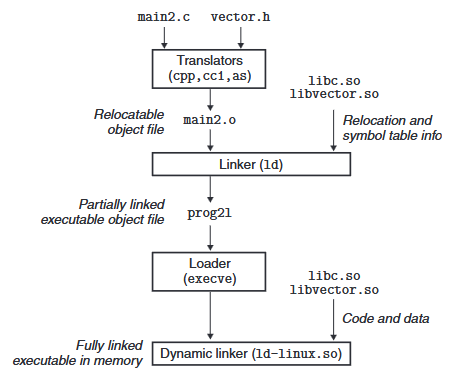 main2.c vector.h
Translators
(cpp,cc1,as)
libc.so
libvector.so
Relocatable
object file
main2.o
Relocation and
symbol table info
Linker (ld)
Partially linked
executable object file
prog2l
Loader
(execve)
libc.so
libvector.so
Code and data
Fully linked
executable in memory
Dynamic linker (ld-linux.so)